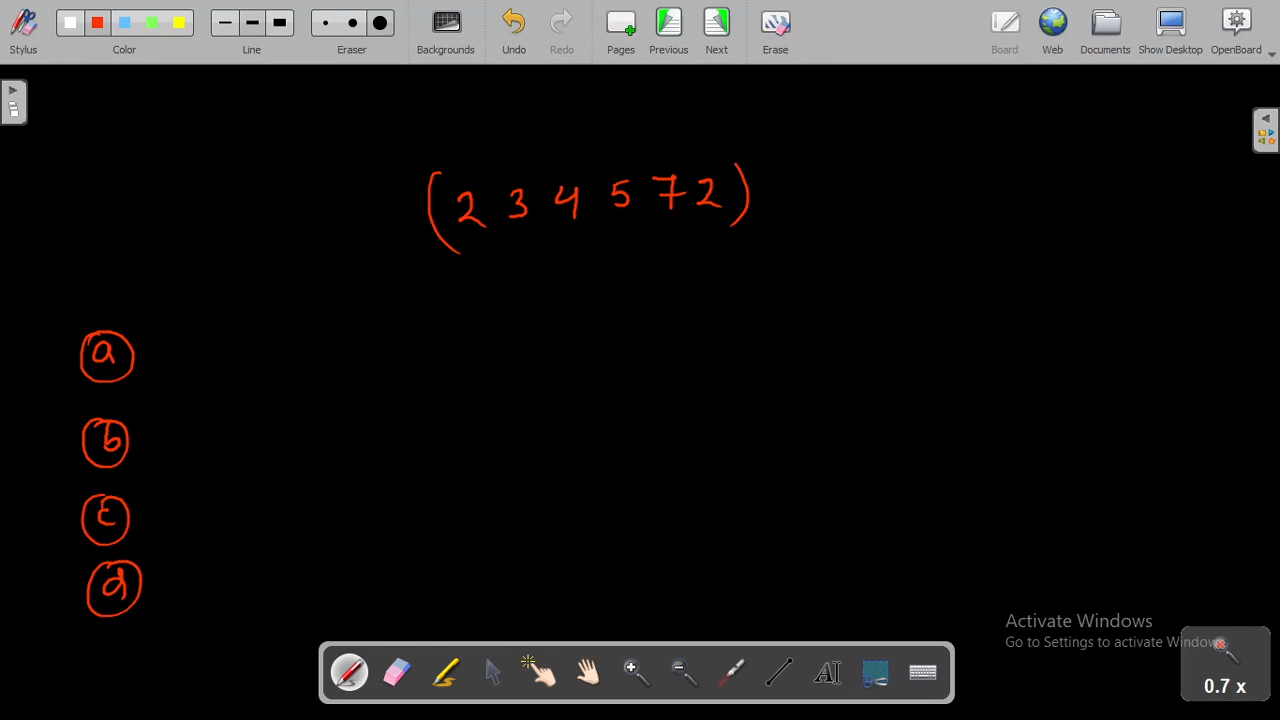 Stylus Color Line Eraser Backgrounds Undo Redo Pages Previous Next Erase Board Web Documents Show Desktop OpenBoard
(2 3 4 5 7 2)
a
b
c
d
Activate Windows
Go to Settings to activate Windows
0.7 x